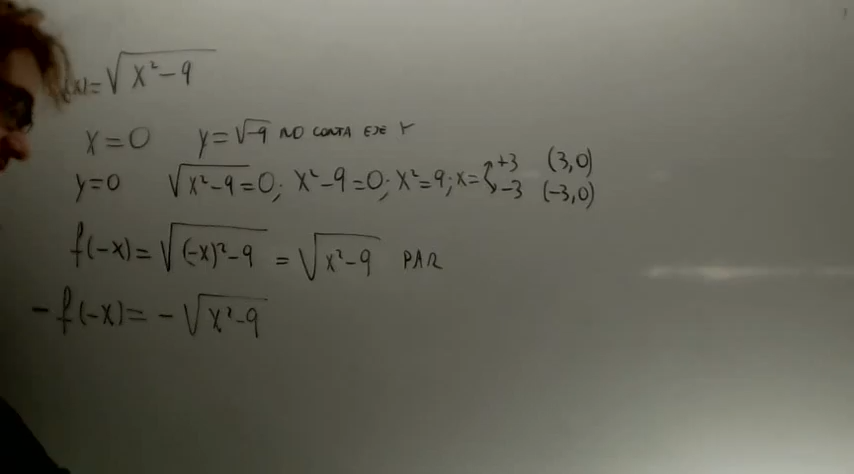 (x)=√x²-9
x=0 y=√-9 NO CORTA EJE Y
y=0 √x²-9=0; x²-9=0; x²=9; x= +3 (3,0)
-3 (-3,0)
f(-x)=√(-x)²-9 = √x²-9 PAR
-f(-x)=-√x²-9